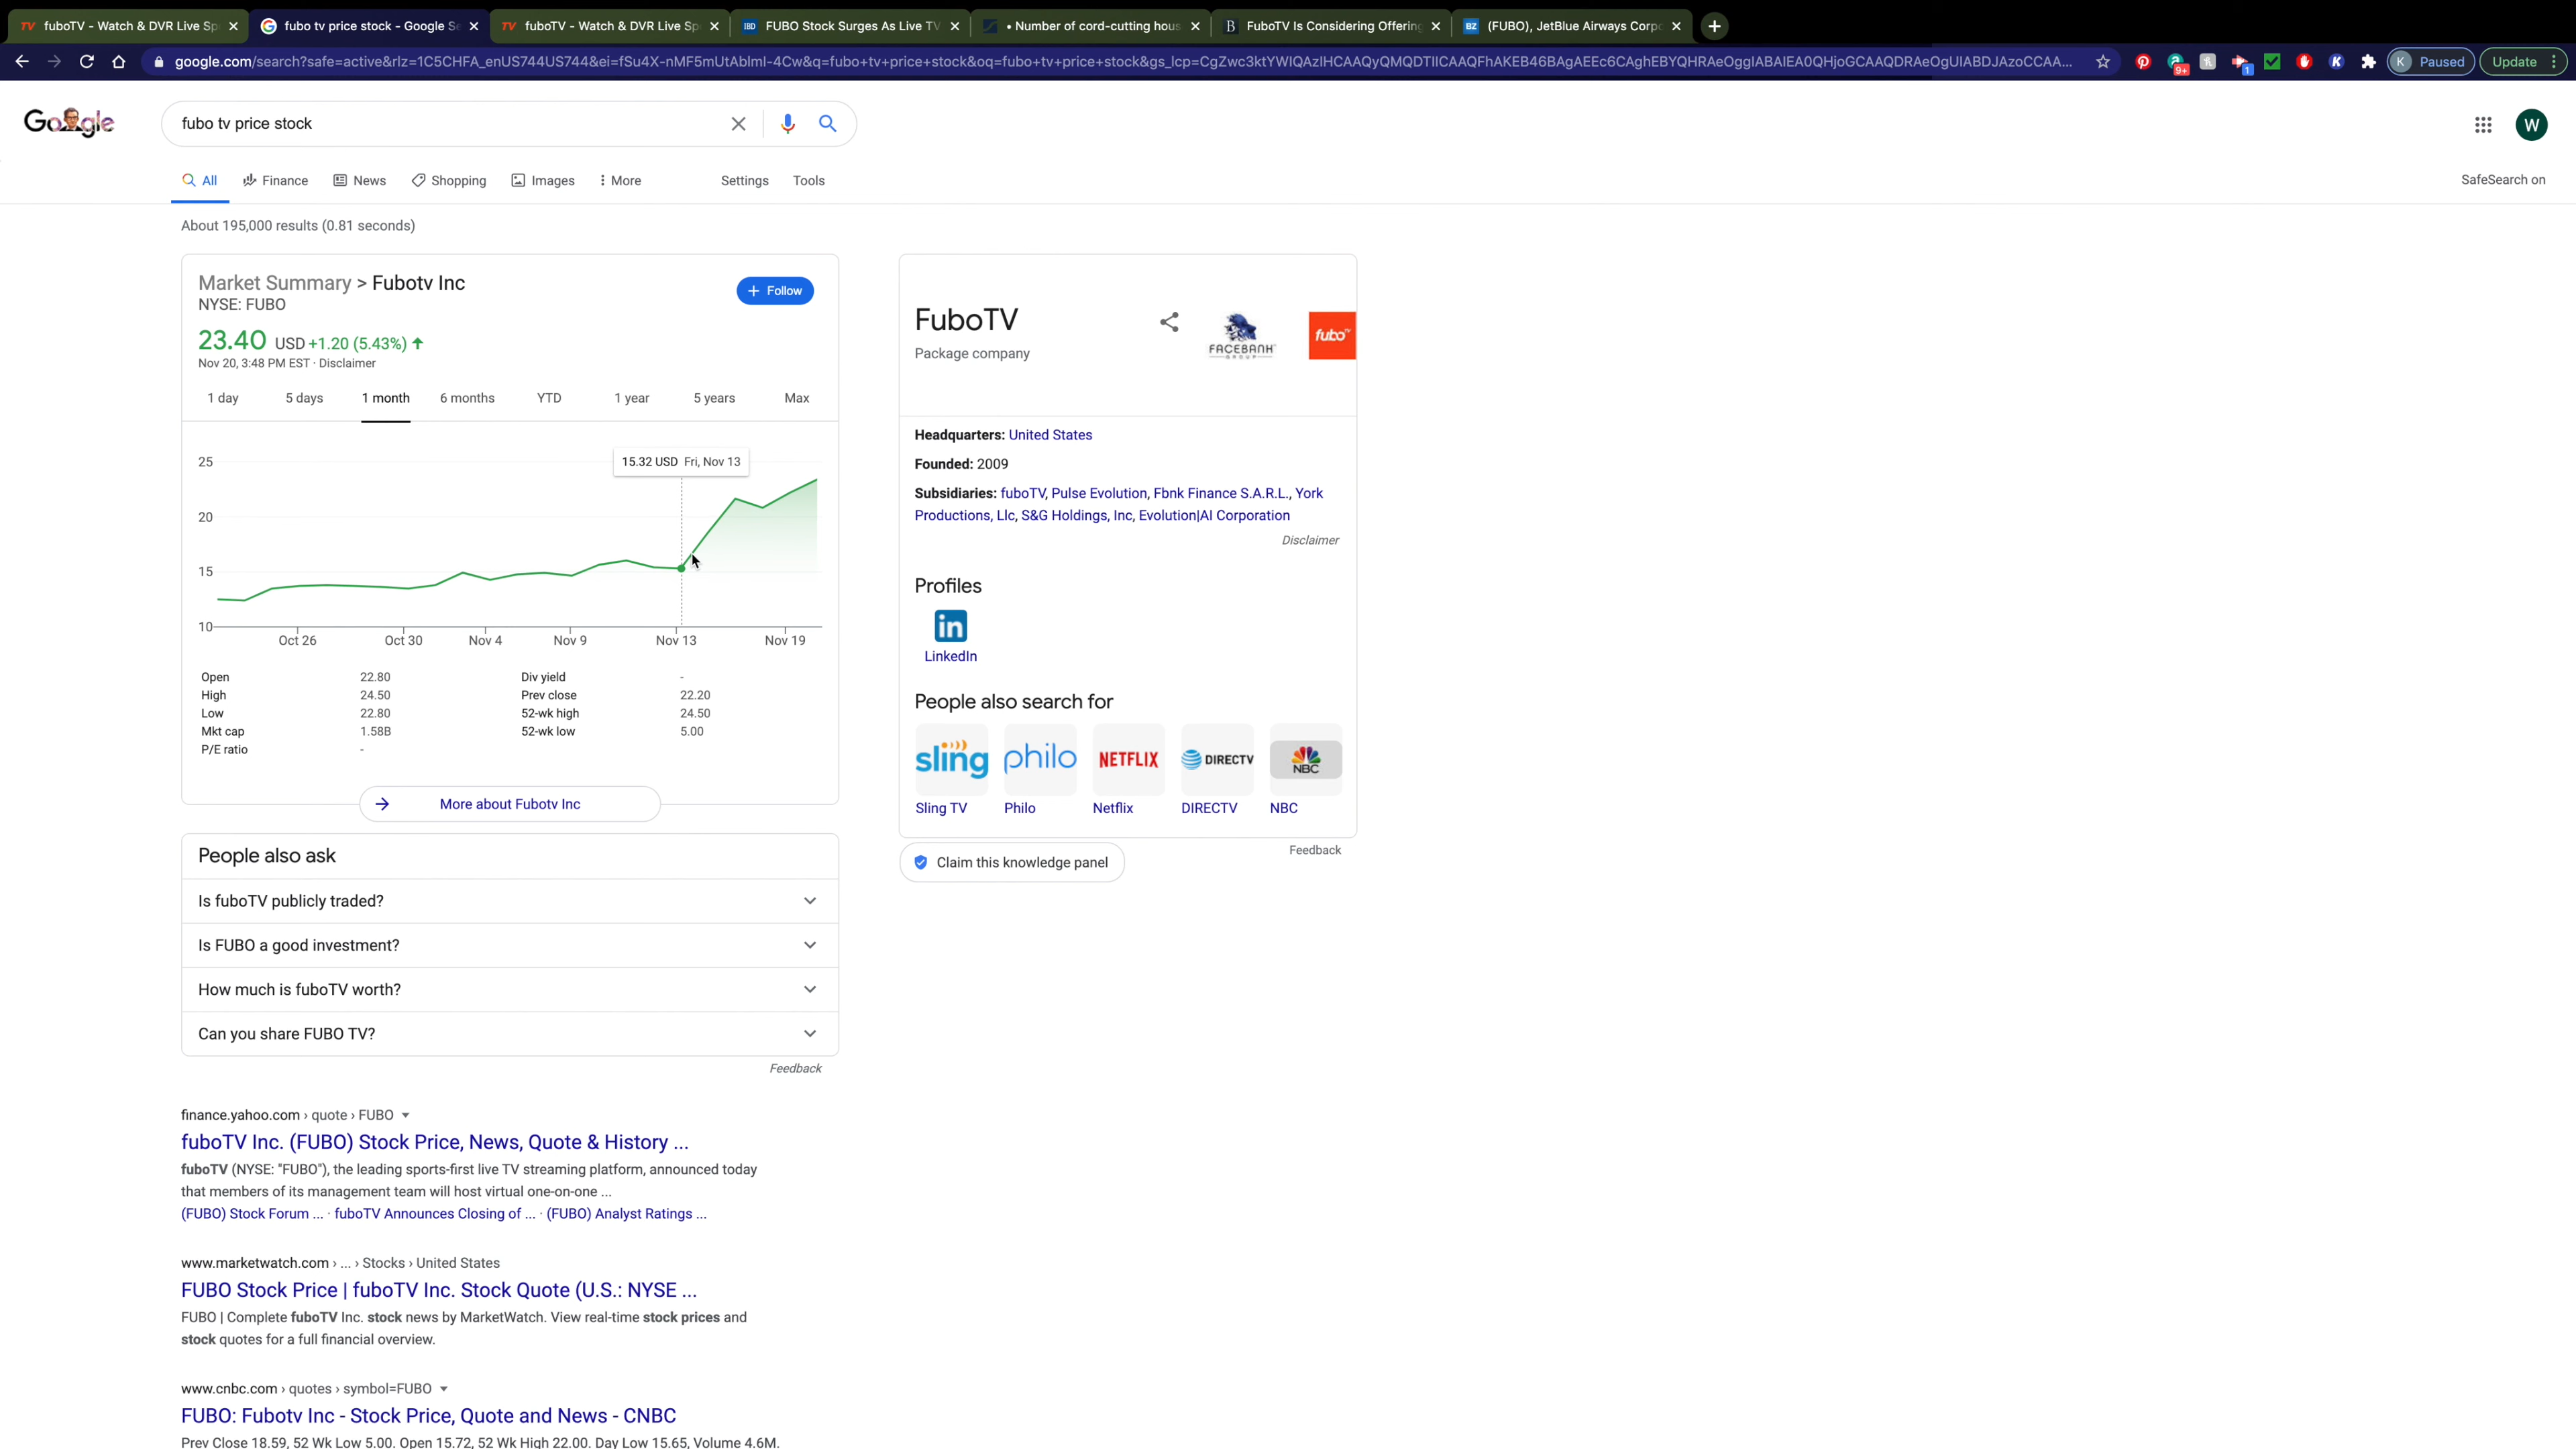 fuboTV - Watch & DVR Live Sp
fubo tv price stock - Google Se
fuboTV - Watch & DVR Live Sp
FUBO Stock Surges As Live TV
• Number of cord-cutting hous
FuboTV Is Considering Offering
(FUBO), JetBlue Airways Corpo
google.com/search?safe=active&rlz=1C5CHFA_enUS744US744&ei=fSu4X-nMF5mUtAblml-4Cw&q=fubo+tv+price+stock&oq=fubo+tv+price+stock&gs_lcp=CgZwc3ktYWIQAzIHCAAQyQMQDTIICAAQFhAKEB46BAgAEEc6CAghEBYQHRAeOggIABAIEA0QHjoGCAAQDRAeOgUIABDJAzoCCAA...
9+
1
K Paused
Update
Google
fubo tv price stock
W
All
Finance
News
Shopping
Images
More
Settings
Tools
SafeSearch on
About 195,000 results (0.81 seconds)
Market Summary > Fubotv Inc
NYSE: FUBO
+ Follow
23.40 USD +1.20 (5.43%)
Nov 20, 3:48 PM EST · Disclaimer
1 day 5 days 1 month 6 months YTD 1 year 5 years Max
15.32 USD Fri, Nov 13
25
20
15
10
Oct 26 Oct 30 Nov 4 Nov 9 Nov 13 Nov 19
Open 22.80 Div yield -
High 24.50 Prev close 22.20
Low 22.80 52-wk high 24.50
Mkt cap 1.58B 52-wk low 5.00
P/E ratio -
More about Fubotv Inc
People also ask
Is fuboTV publicly traded?
Is FUBO a good investment?
How much is fuboTV worth?
Can you share FUBO TV?
Feedback
finance.yahoo.com › quote › FUBO
fuboTV Inc. (FUBO) Stock Price, News, Quote & History ...
fuboTV (NYSE: "FUBO"), the leading sports-first live TV streaming platform, announced today
that members of its management team will host virtual one-on-one ...
(FUBO) Stock Forum ... · fuboTV Announces Closing of ... · (FUBO) Analyst Ratings ...
www.marketwatch.com › ... › Stocks › United States
FUBO Stock Price | fuboTV Inc. Stock Quote (U.S.: NYSE ...
FUBO | Complete fuboTV Inc. stock news by MarketWatch. View real-time stock prices and
stock quotes for a full financial overview.
www.cnbc.com › quotes › symbol=FUBO
FUBO: Fubotv Inc - Stock Price, Quote and News - CNBC
Prev Close 18.59, 52 Wk Low 5.00. Open 15.72, 52 Wk High 22.00. Day Low 15.65, Volume 4.6M.
FuboTV
Package company
FACEBANK
GROUP
fubo TV
Headquarters: United States
Founded: 2009
Subsidiaries: fuboTV, Pulse Evolution, Fbnk Finance S.A.R.L., York
Productions, Llc, S&G Holdings, Inc, Evolution|AI Corporation
Disclaimer
Profiles
in
LinkedIn
People also search for
sling philo NETFLIX DIRECTV NBC
Sling TV Philo Netflix DIRECTV NBC
Feedback
Claim this knowledge panel